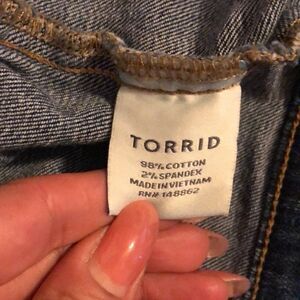 TORRID
98% COTTON
2% SPANDEX
MADE IN VIETNAM
RN# 148862